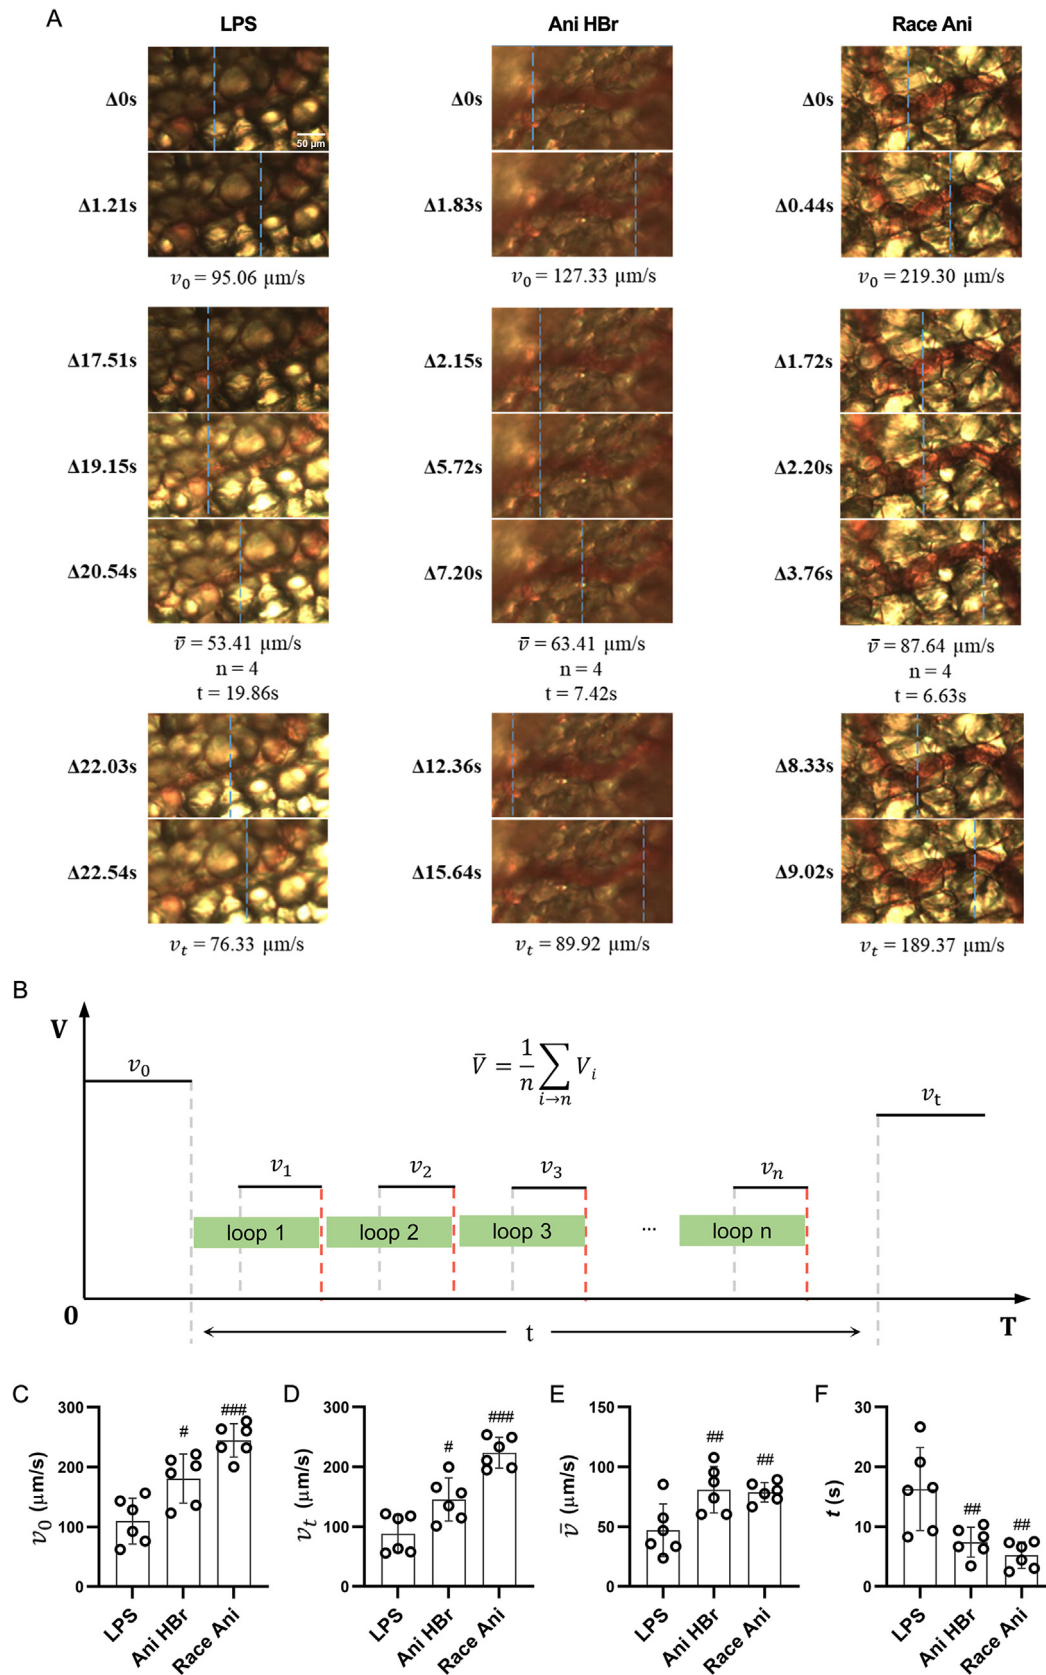 A
LPS
Ani HBr
Race Ani
Δ0s
Δ0s
Δ0s
50 μm
Δ1.21s
Δ1.83s
Δ0.44s
v₀ = 95.06 μm/s
v₀ = 127.33 μm/s
v₀ = 219.30 μm/s
Δ17.51s
Δ2.15s
Δ1.72s
Δ19.15s
Δ5.72s
Δ2.20s
Δ20.54s
Δ7.20s
Δ3.76s
v̄ = 53.41 μm/s
v̄ = 63.41 μm/s
v̄ = 87.64 μm/s
n = 4
n = 4
n = 4
t = 19.86s
t = 7.42s
t = 6.63s
Δ22.03s
Δ12.36s
Δ8.33s
Δ22.54s
Δ15.64s
Δ9.02s
vₜ = 76.33 μm/s
vₜ = 89.92 μm/s
vₜ = 189.37 μm/s
B
V
v₀
V̄ = 1/n ∑ i→n Vᵢ
vₜ
v₁
v₂
v₃
vₙ
loop 1
loop 2
loop 3
...
loop n
0
t
T
C
v₀ (μm/s)
300
200
100
0
#
###
LPS
Ani HBr
Race Ani
D
vₜ (μm/s)
300
200
100
0
#
###
LPS
Ani HBr
Race Ani
E
v̄ (μm/s)
150
100
50
0
##
##
LPS
Ani HBr
Race Ani
F
t (s)
30
20
10
0
##
##
LPS
Ani HBr
Race Ani